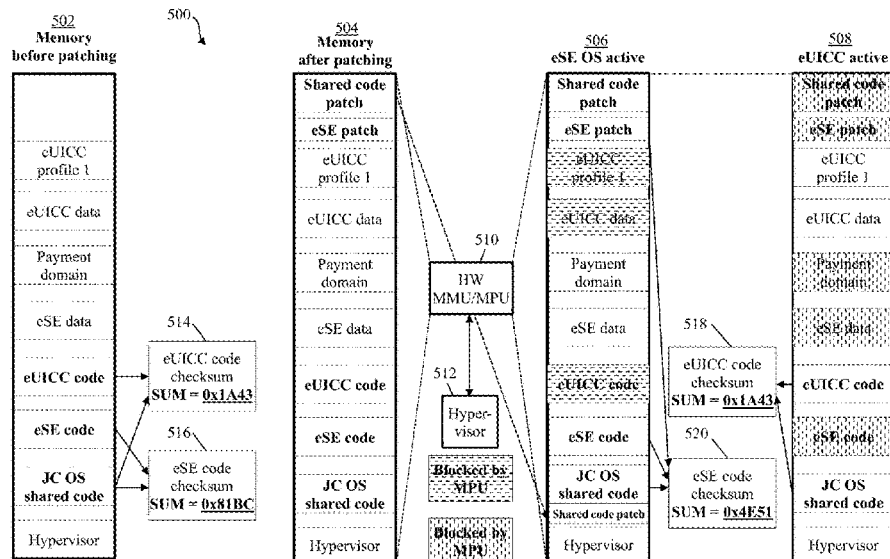 500
502
Memory
before patching
eUICC
profile 1
eUICC data
Payment
domain
eSE data
eUICC code
eSE code
JC OS
shared code
Hypervisor
514
eUICC code
checksum
SUM = 0x1A43
516
eSE code
checksum
SUM = 0x81BC
504
Memory
after patching
Shared code
patch
eSE patch
eUICC
profile 1
eUICC data
Payment
domain
eSE data
eUICC code
eSE code
JC OS
shared code
Hypervisor
510
HW
MMU/MPU
512
Hyper-
visor
Blocked by
MPU
Blocked by
MPU
506
eSE OS active
Shared code
patch
eSE patch
eUICC
profile 1
eUICC data
Payment
domain
eSE data
eUICC code
eSE code
JC OS
shared code
Shared code patch
Hypervisor
518
eUICC code
checksum
SUM = 0x1A43
520
eSE code
checksum
SUM = 0x4E51
508
eUICC active
Shared code
patch
eSE patch
eUICC
profile 1
eUICC data
Payment
domain
eSE data
eUICC code
eSE code
JC OS
shared code
Hypervisor